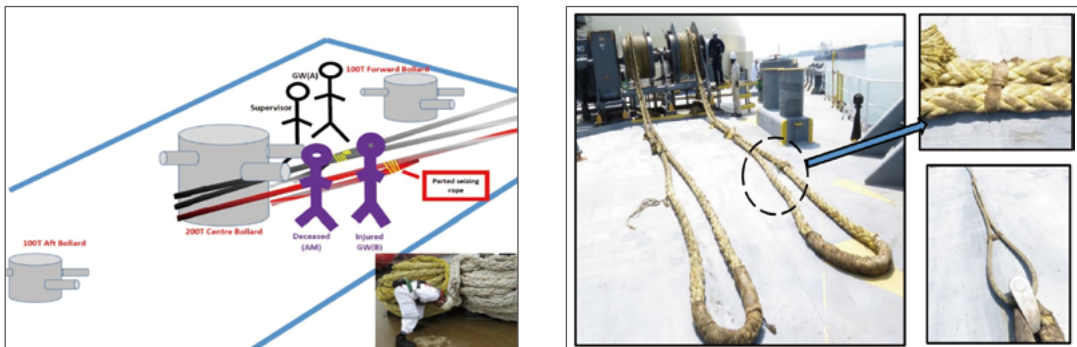 GW(A)
100T Forward Bollard
Supervisor
Parted seizing
rope
200T Centre Bollard
Deceased
(AM)
Injured
GW(B)
100T Aft Bollard